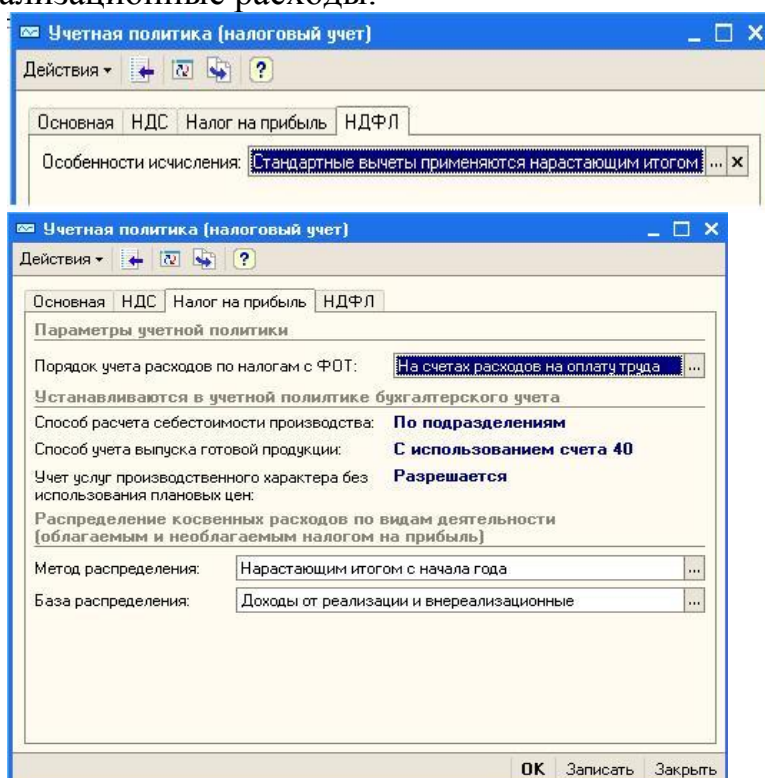 ализационные расходы.
Учетная политика (налоговый учет)
Действия
Основная НДС Налог на прибыль НДФЛ
Особенности исчисления: Стандартные вычеты применяются нарастающим итогом ... x
Учетная политика (налоговый учет)
Действия
Основная НДС Налог на прибыль НДФЛ
Параметры учетной политики
Порядок учета расходов по налогам с ФОТ: На счетах расходов на оплату труда ...
Устанавливаются в учетной полилтике бухгалтерского учета
Способ расчета себестоимости производства: По подразделениям
Способ учета выпуска готовой продукции: С использованием счета 40
Учет услуг производственного характера без Разрешается
использования плановых цен:
Распределение косвенных расходов по видам деятельности
(облагаемым и необлагаемым налогом на прибыль)
Метод распределения: Нарастающим итогом с начала года ...
База распределения: Доходы от реализации и внереализационные ...
OK Записать Закрыть